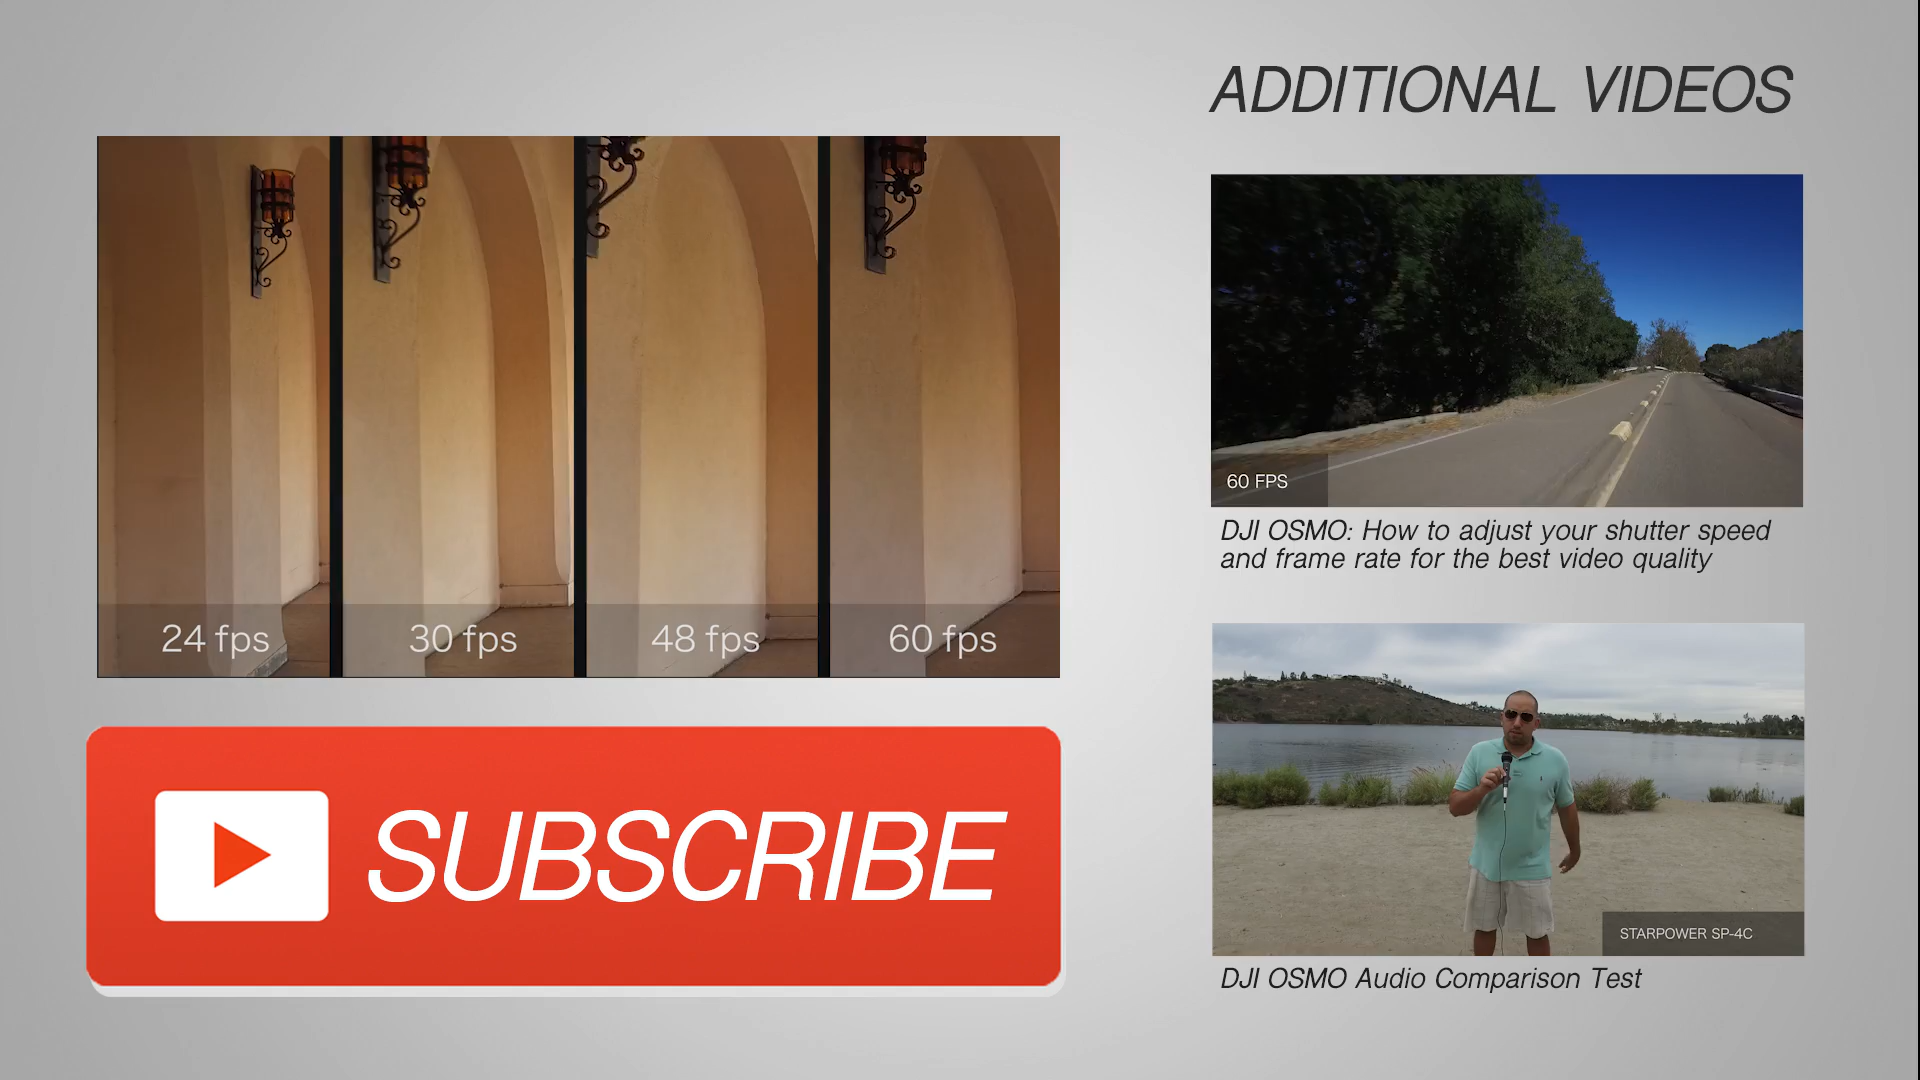 ADDITIONAL VIDEOS
24 fps
30 fps
48 fps
60 fps
60 FPS
DJI OSMO: How to adjust your shutter speed
and frame rate for the best video quality
SUBSCRIBE
STARPOWER SP-4C
DJI OSMO Audio Comparison Test